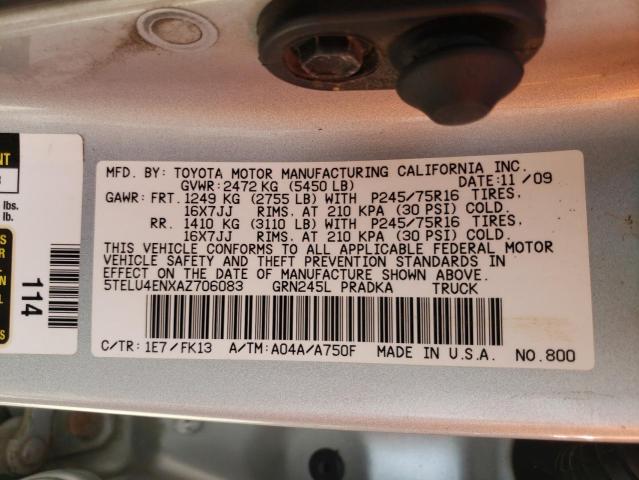 MFD. BY: TOYOTA MOTOR MANUFACTURING CALIFORNIA INC.
GVWR: 2472 KG (5450 LB) DATE: 11/09
GAWR: FRT. 1249 KG (2755 LB) WITH P245/75R16 TIRES,
16X7JJ RIMS, AT 210 KPA (30 PSI) COLD,
RR. 1410 KG (3110 LB) WITH P245/75R16 TIRES,
16X7JJ RIMS, AT 210 KPA (30 PSI) COLD.
THIS VEHICLE CONFORMS TO ALL APPLICABLE FEDERAL MOTOR
VEHICLE SAFETY AND THEFT PREVENTION STANDARDS IN
EFFECT ON THE DATE OF MANUFACTURE SHOWN ABOVE.
5TELU4ENXAZ706083 GRN245L PRADKA TRUCK
C/TR: 1E7/FK13 A/TM: A04A/A750F MADE IN U.S.A. NO. 800
NT
lbs.
lb.
114